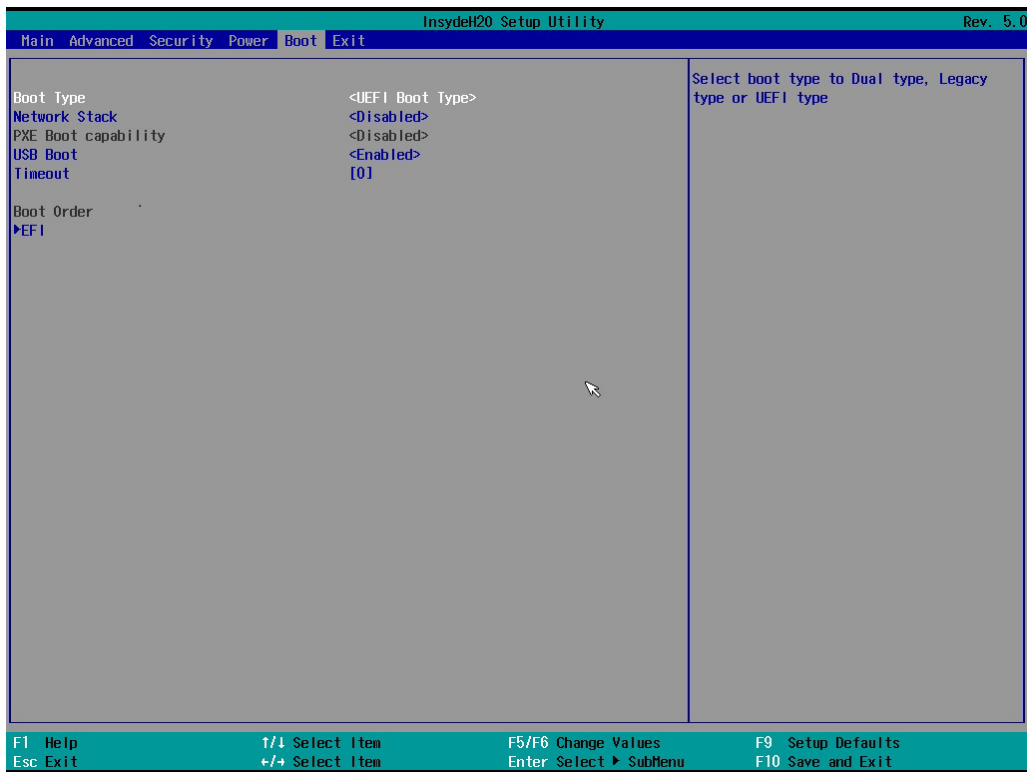 InsydeH20 Setup Utility Rev. 5.0
Main Advanced Security Power Boot Exit
Boot Type <UEFI Boot Type>
Network Stack <Disabled>
PXE Boot capability <Disabled>
USB Boot <Enabled>
Timeout [0]
Boot Order
▶EFI
Select boot type to Dual type, Legacy
type or UEFI type
F1 Help ↑/↓ Select Item F5/F6 Change Values F9 Setup Defaults
Esc Exit ←/→ Select Item Enter Select ▶ SubMenu F10 Save and Exit